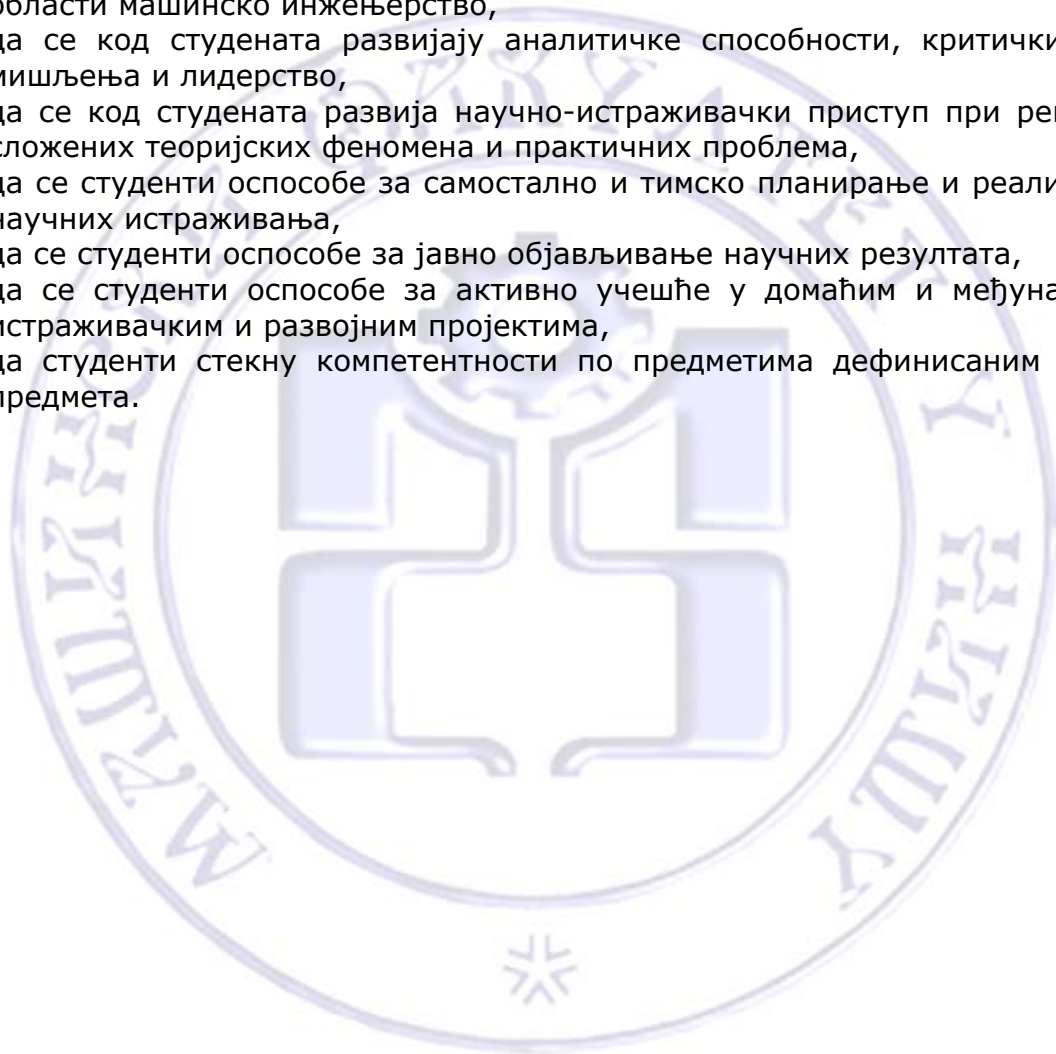 области машинско инжењерство,
да се код студената развијају аналитичке способности, критички
мишљења и лидерство,
да се код студената развија научно-истраживачки приступ при
сложених теоријских феномена и практичних проблема,
да се студенти оспособе за самостално и тимско планирање и
научних истраживања,
да се студенти оспособе за јавно објављивање научних резултата,
да се студенти оспособе за активно учешће у домаћим и
истраживачким и развојним пројектима,
да студенти стекну компетентности по предметима дефинисаним
предмета.
МАШИНСКИ ФАКУЛТЕТ У НИШУ